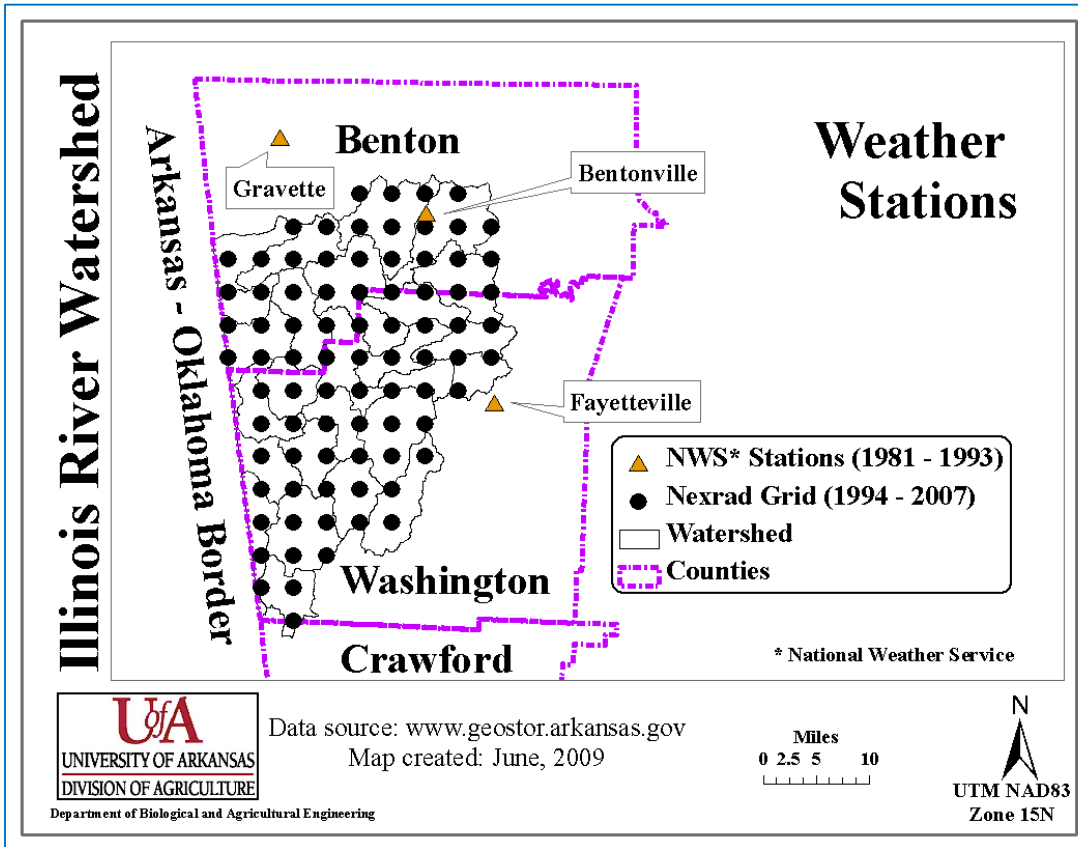 Illinois River Watershed
Arkansas - Oklahoma Border
Benton
Weather
Stations
Gravette
Bentonville
Fayetteville
NWS* Stations (1981 - 1993)
Nexrad Grid (1994 - 2007)
Watershed
Counties
Washington
Crawford
* National Weather Service
UofA
UNIVERSITY OF ARKANSAS
DIVISION OF AGRICULTURE
Department of Biological and Agricultural Engineering
Data source: www.geostor.arkansas.gov
Map created: June, 2009
Miles
0 2.5 5 10
N
UTM NAD83
Zone 15N